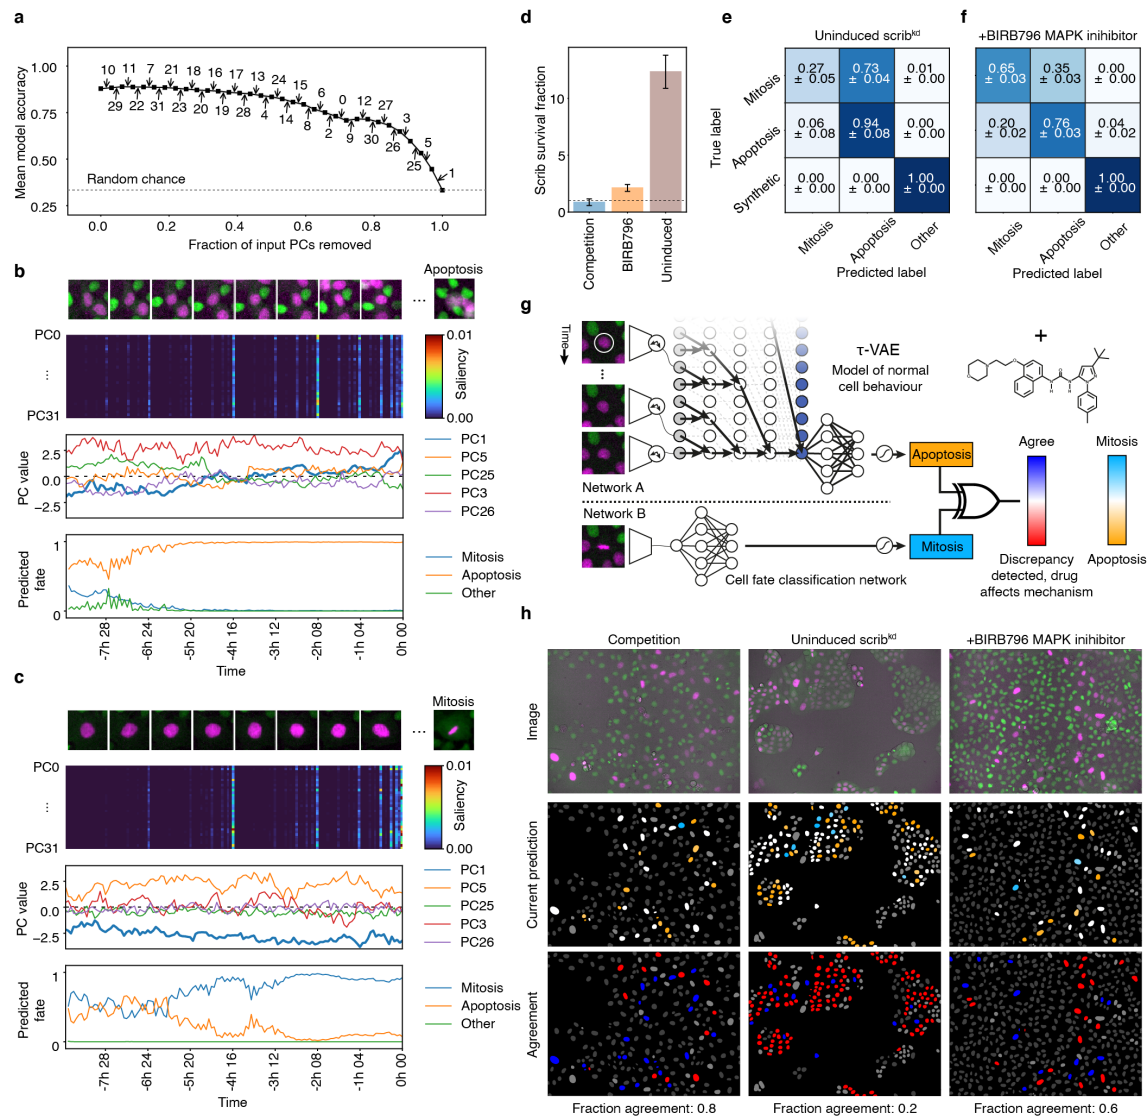 a
Mean model accuracy
1.00
0.75
0.50
0.25
10 11 7 21 18 16 17 13 24 15 6 0 12 27 3 5 1
29 22 31 23 20 19 28 4 14 8 2 9 30 26 25
Random chance
0.0 0.2 0.4 0.6 0.8 1.0
Fraction of input PCs removed
b
Apoptosis
...
PC0
⋮
PC31
0.01
Saliency
0.00
PC value
2.5
0.0
−2.5
PC1
PC5
PC25
PC3
PC26
Predicted
fate
1
0
Mitosis
Apoptosis
Other
-7h 28 -6h 24 -5h 20 -4h 16 -3h 12 -2h 08 -1h 04 0h 00
Time
c
Mitosis
...
PC0
⋮
PC31
0.01
Saliency
0.00
PC value
2.5
0.0
−2.5
PC1
PC5
PC25
PC3
PC26
Predicted
fate
1
0
Mitosis
Apoptosis
Other
-7h 28 -6h 24 -5h 20 -4h 16 -3h 12 -2h 08 -1h 04 0h 00
Time
d
Scrib survival fraction
10
5
0
Competition
BIRB796
Uninduced
e
Uninduced scribkd
True label
Mitosis
Apoptosis
Synthetic
0.27 0.73 0.01
± 0.05 ± 0.04 ± 0.00
0.06 0.94 0.00
± 0.08 ± 0.08 ± 0.00
0.00 0.00 1.00
± 0.00 ± 0.00 ± 0.00
Mitosis Apoptosis Other
Predicted label
f
+BIRB796 MAPK inihibitor
0.65 0.35 0.00
± 0.03 ± 0.03 ± 0.00
0.20 0.76 0.04
± 0.02 ± 0.03 ± 0.02
0.00 0.00 1.00
± 0.00 ± 0.00 ± 0.00
Mitosis Apoptosis Other
Predicted label
g
Time
...
Network A
Network B
τ-VAE
Model of normal
cell behaviour
+
Apoptosis
Mitosis
Cell fate classification network
Agree
Discrepancy
detected, drug
affects mechanism
Mitosis
Apoptosis
h
Competition
Uninduced scribkd
+BIRB796 MAPK inihibitor
Image
Current prediction
Agreement
Fraction agreement: 0.8
Fraction agreement: 0.2
Fraction agreement: 0.6